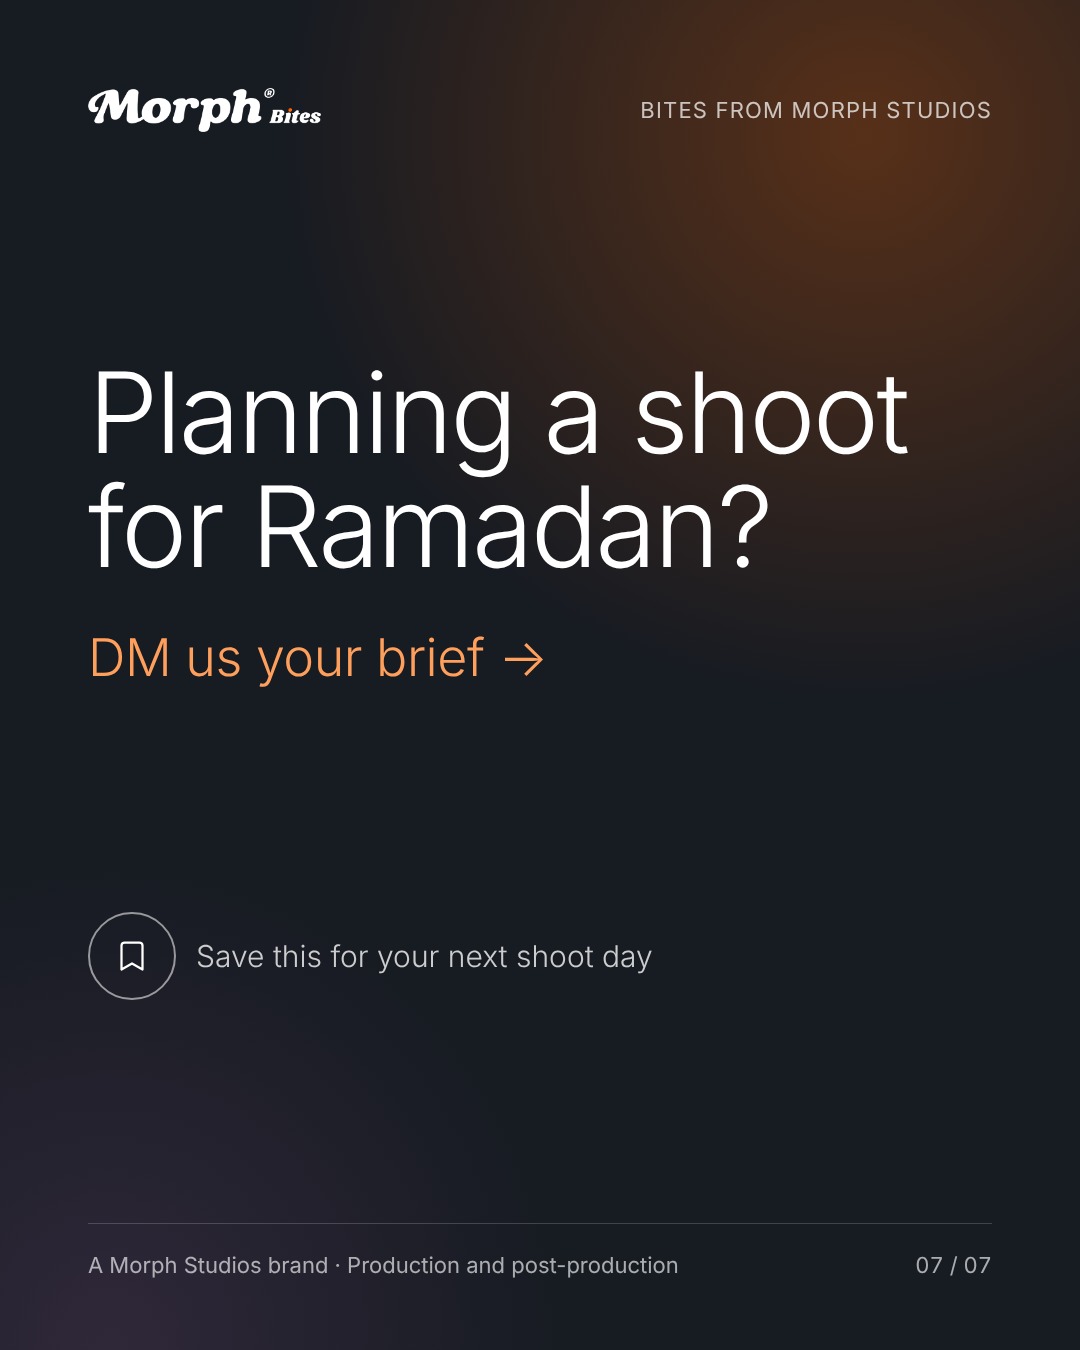 Morph® Bites
BITES FROM MORPH STUDIOS
Planning a shoot
for Ramadan?
DM us your brief →
Save this for your next shoot day
A Morph Studios brand · Production and post-production
07 / 07